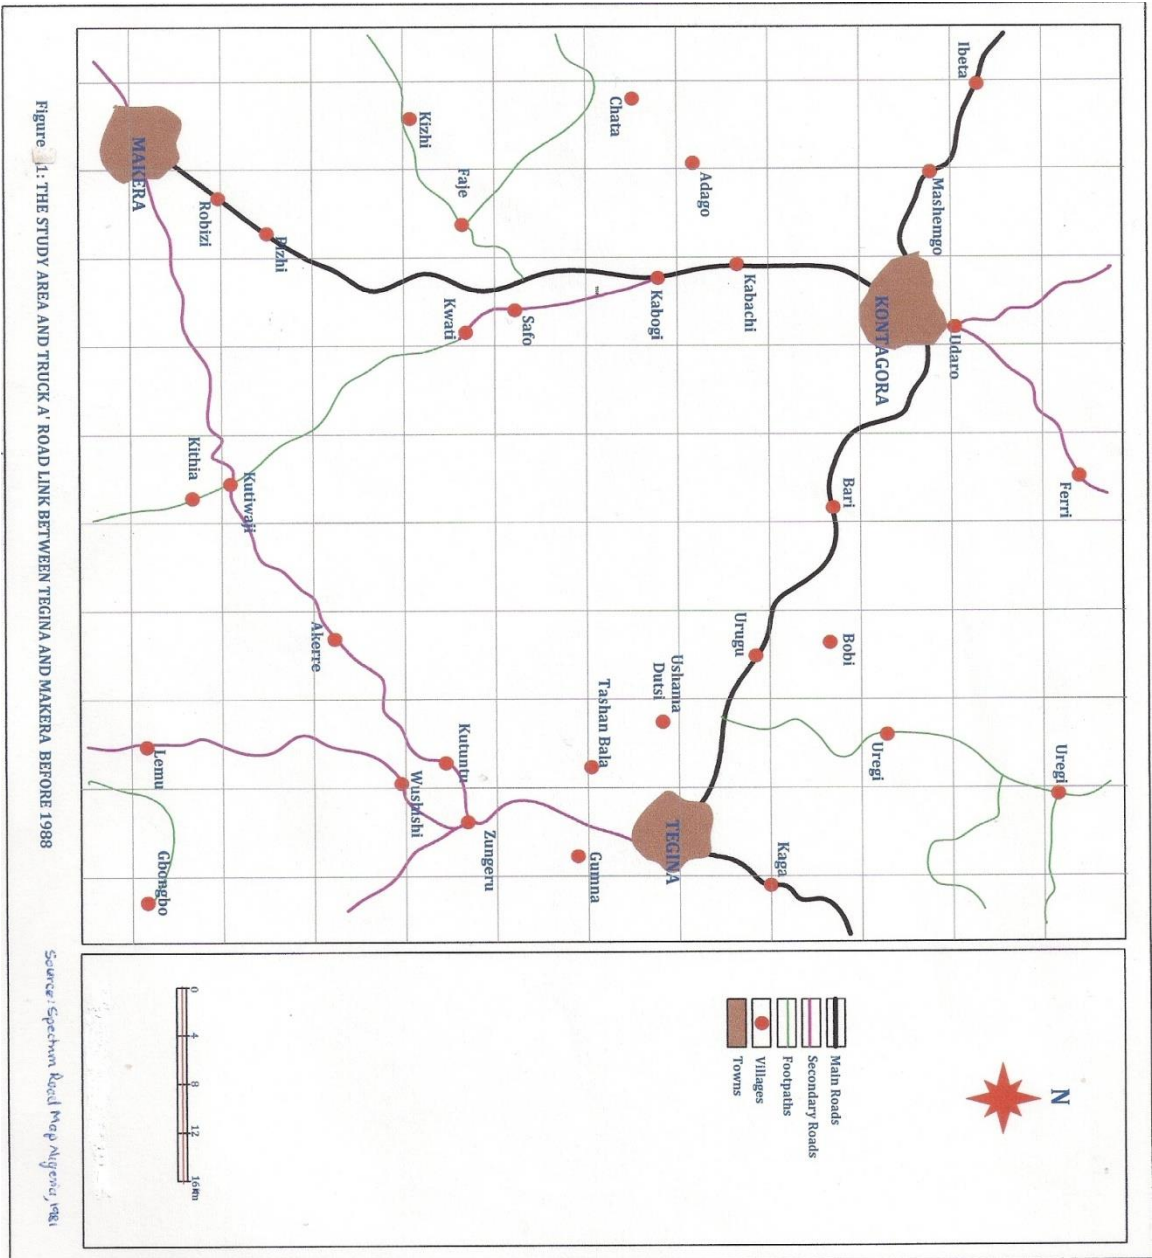 Ibeta
Mashemgo
Udaro
Ferri
KONTAGORA
Bari
Bobi
Uregi
Uregi
Kaga
Chata
Adago
Kabachi
Kabogi
Urugu
Ushama
Dutsi
Tashan Bala
TEGINA
Gumna
Kizhi
Faje
Safo
Kwati
Kutuntu
Zungeru
Wushishi
Akerre
Pizhi
Robizi
MAKERA
Kutiwaji
Kithia
Lemu
Gbongbo
N
Main Roads
Secondary Roads
Footpaths
Villages
Towns
0 4 8 12 16km
Figure 1: THE STUDY AREA AND TRUCK A' ROAD LINK BETWEEN TEGINA AND MAKERA BEFORE 1988
Source: Spectrum Road Map Nigeria, 1981